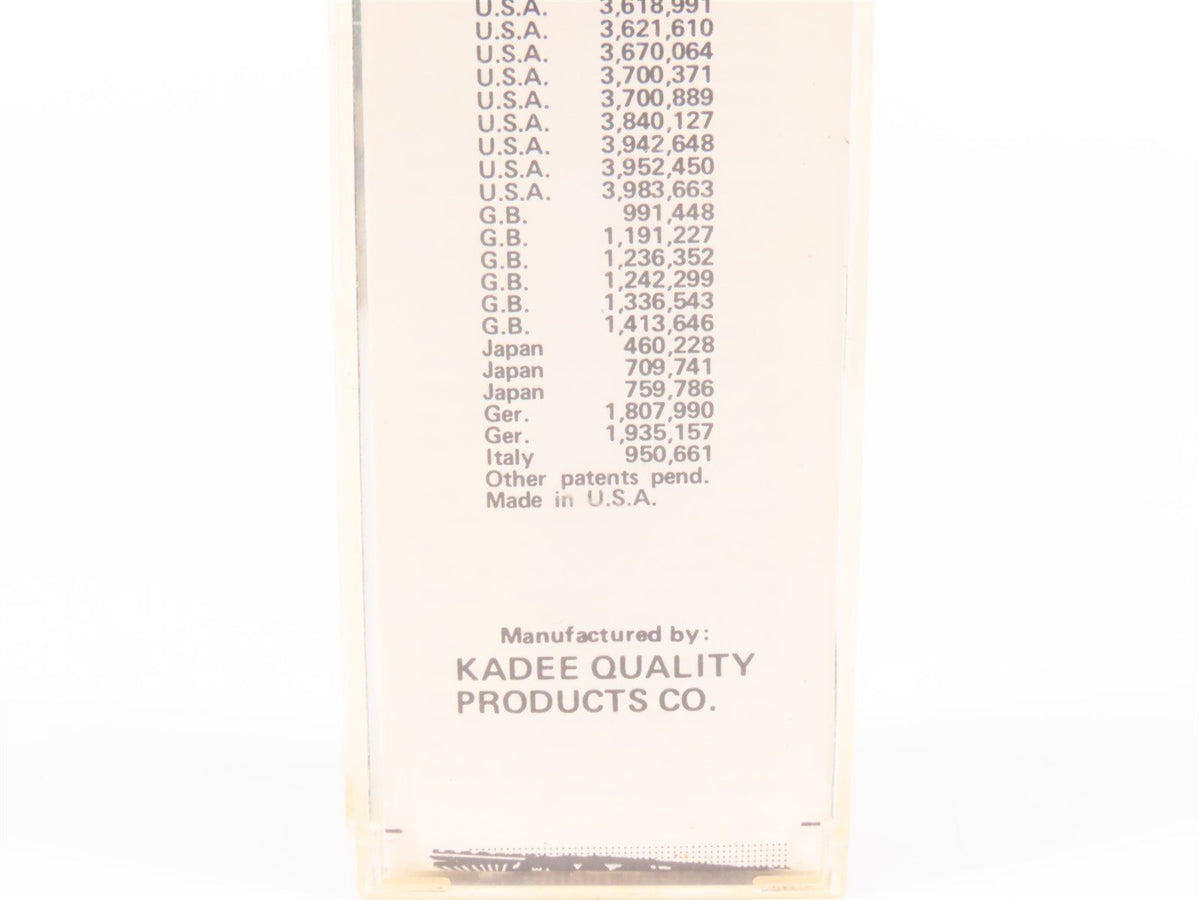 U.S.A. 3,618,991
U.S.A. 3,621,610
U.S.A. 3,670,064
U.S.A. 3,700,371
U.S.A. 3,700,889
U.S.A. 3,840,127
U.S.A. 3,942,648
U.S.A. 3,952,450
U.S.A. 3,983,663
G.B. 991,448
G.B. 1,191,227
G.B. 1,236,352
G.B. 1,242,299
G.B. 1,336,543
G.B. 1,413,646
Japan 460,228
Japan 709,741
Japan 759,786
Ger. 1,807,990
Ger. 1,935,157
Italy 950,661
Other patents pend.
Made in U.S.A.
Manufactured by:
KADEE QUALITY
PRODUCTS CO.